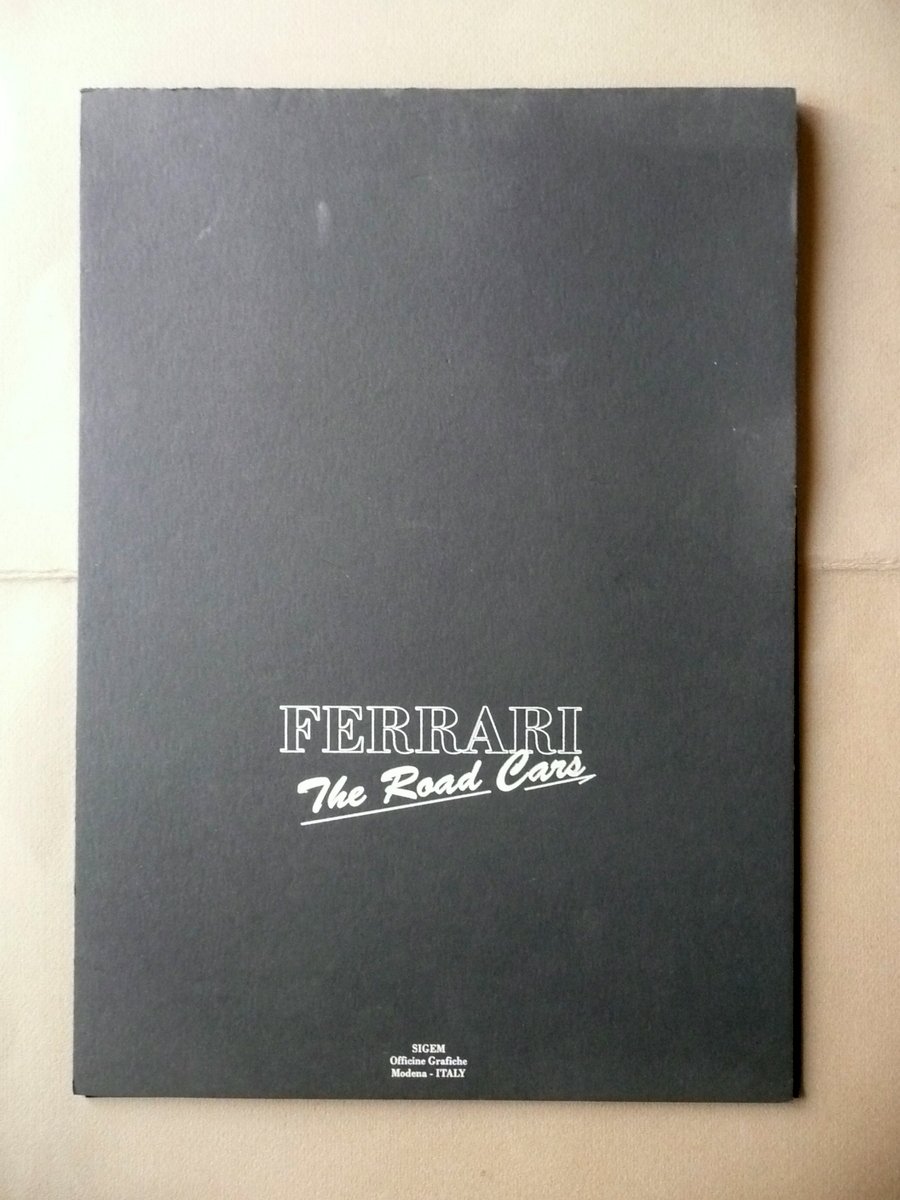 FERRARI
The Road Cars
SIGEM
Officine Grafiche
Modena - ITALY